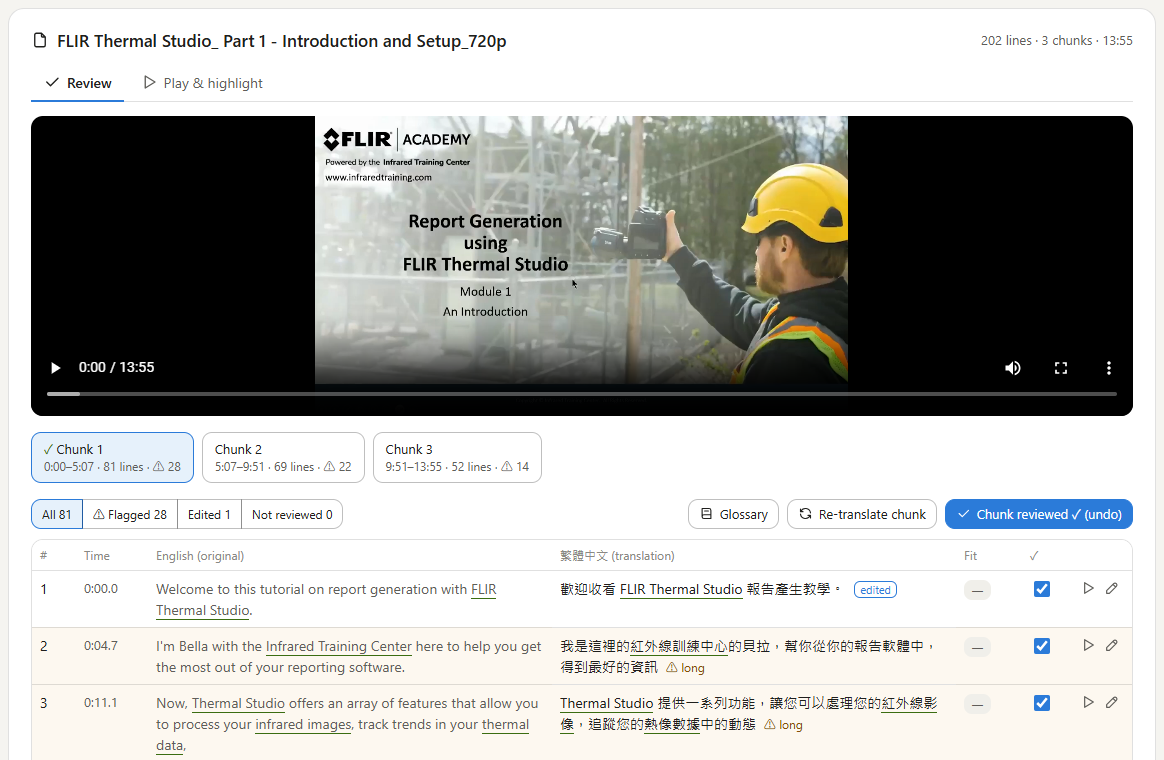 FLIR Thermal Studio_ Part 1 - Introduction and Setup_720p
202 lines · 3 chunks · 13:55
Review
Play & highlight
FLIR ACADEMY
Powered by the Infrared Training Center
www.infraredtraining.com
Report Generation
using
FLIR Thermal Studio
Module 1
An Introduction
0:00 / 13:55
✓ Chunk 1
0:00–5:07 · 81 lines · ⚠ 28
Chunk 2
5:07–9:51 · 69 lines · ⚠ 22
Chunk 3
9:51–13:55 · 52 lines · ⚠ 14
All 81
⚠ Flagged 28
Edited 1
Not reviewed 0
Glossary
Re-translate chunk
Chunk reviewed ✓ (undo)
# Time English (original) 繁體中文 (translation) Fit ✓
1 0:00.0 Welcome to this tutorial on report generation with FLIR
Thermal Studio.
歡迎收看 FLIR Thermal Studio 報告產生教學。 edited —
2 0:04.7 I'm Bella with the Infrared Training Center here to help you get
the most out of your reporting software.
我是這裡的紅外線訓練中心的貝拉，幫你從你的報告軟體中，
得到最好的資訊 ⚠ long —
3 0:11.1 Now, Thermal Studio offers an array of features that allow you
to process your infrared images, track trends in your thermal
data,
Thermal Studio 提供一系列功能，讓您可以處理您的紅外線影
像，追蹤您的熱像數據中的動態 ⚠ long —